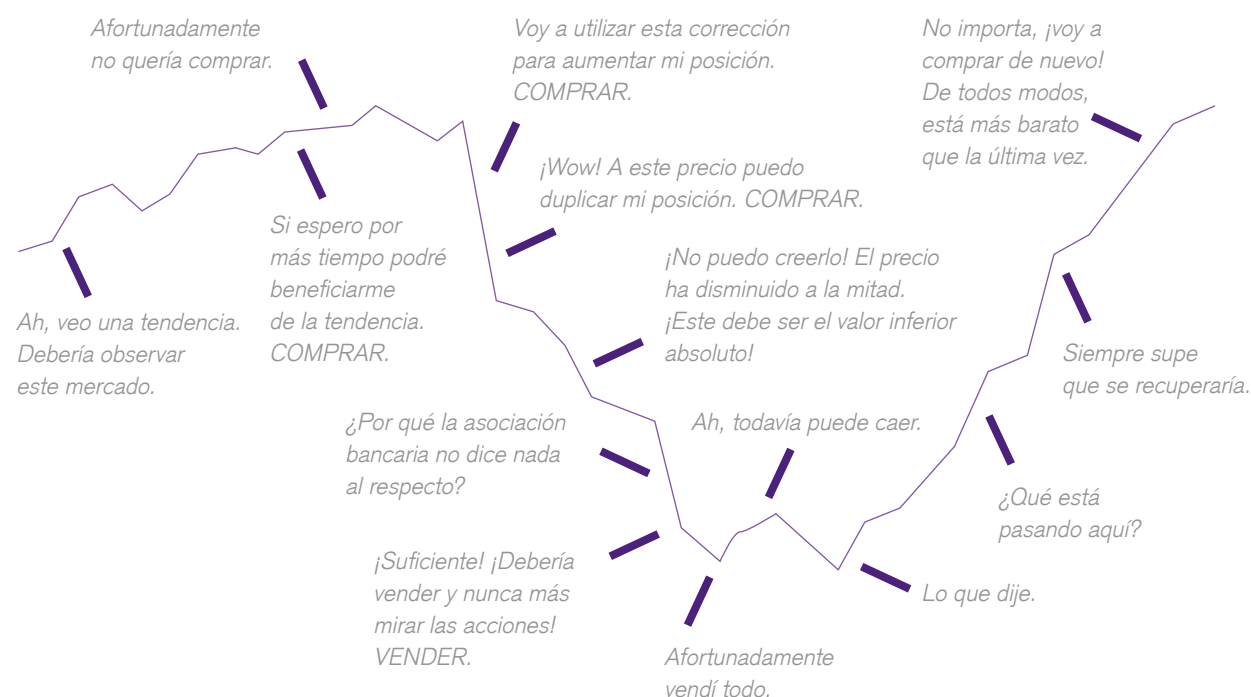 Afortunadamente
no quería comprar.
Voy a utilizar esta corrección
para aumentar mi posición.
COMPRAR.
No importa, ¡voy a
comprar de nuevo!
De todos modos,
está más barato
que la última vez.
¡Wow! A este precio puedo
duplicar mi posición. COMPRAR.
Si espero por
más tiempo podré
beneficiarme
de la tendencia.
COMPRAR.
¡No puedo creerlo! El precio
ha disminuido a la mitad.
¡Este debe ser el valor inferior
absoluto!
Ah, veo una tendencia.
Debería observar
este mercado.
Siempre supe
que se recuperaría.
¿Por qué la asociación
bancaria no dice nada
al respecto?
Ah, todavía puede caer.
¿Qué está
pasando aquí?
¡Suficiente! ¡Debería
vender y nunca más
mirar las acciones!
VENDER.
Lo que dije.
Afortunadamente
vendí todo.